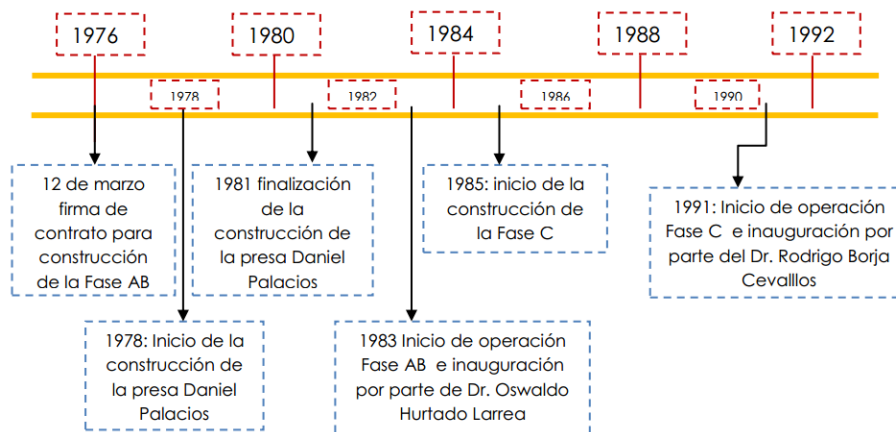 1976
1980
1984
1988
1992
1978
1982
1986
1990
12 de marzo
firma de
contrato para
construcción
de la Fase AB
1981 finalización
de la
construcción de
la presa Daniel
Palacios
1985: inicio de la
construcción de
la Fase C
1991: Inicio de operación
Fase C e inauguración por
parte del Dr. Rodrigo Borja
Cevalllos
1978: Inicio de la
construcción de
la presa Daniel
Palacios
1983 Inicio de operación
Fase AB e inauguración
por parte de Dr. Oswaldo
Hurtado Larrea